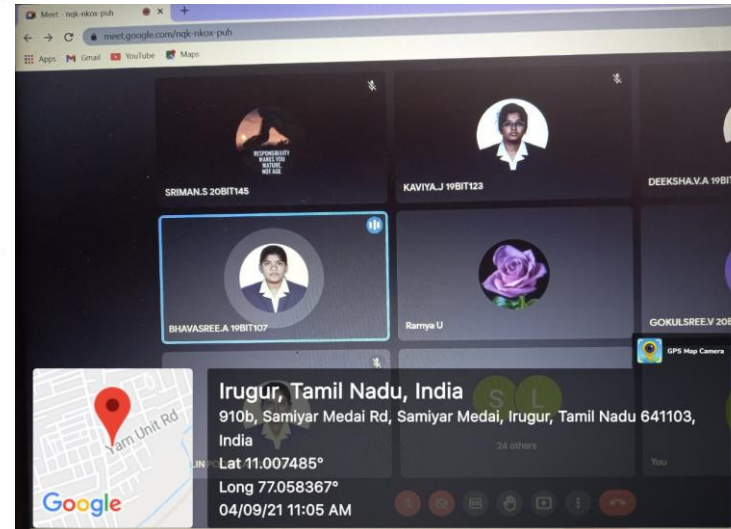 Meet - nqk-nkox-puh
meet.google.com/nqk-nkox-puh
Apps Gmail YouTube Maps
RESPONSIBILITY
MAKES YOU
MATURE
NOT AGE
SRIMAN.S 20BIT145
KAVIYA.J 19BIT123
DEEKSHA.V.A 19BI
BHAVASREE.A 19BIT107
Ramya U
GOKULSREE.V 20B
GPS Map Camera
Yarn Unit Rd
Google
Irugur, Tamil Nadu, India
910b, Samiyar Medai Rd, Samiyar Medai, Irugur, Tamil Nadu 641103,
India
Lat 11.007485°
Long 77.058367°
04/09/21 11:05 AM
S L
24 others
You